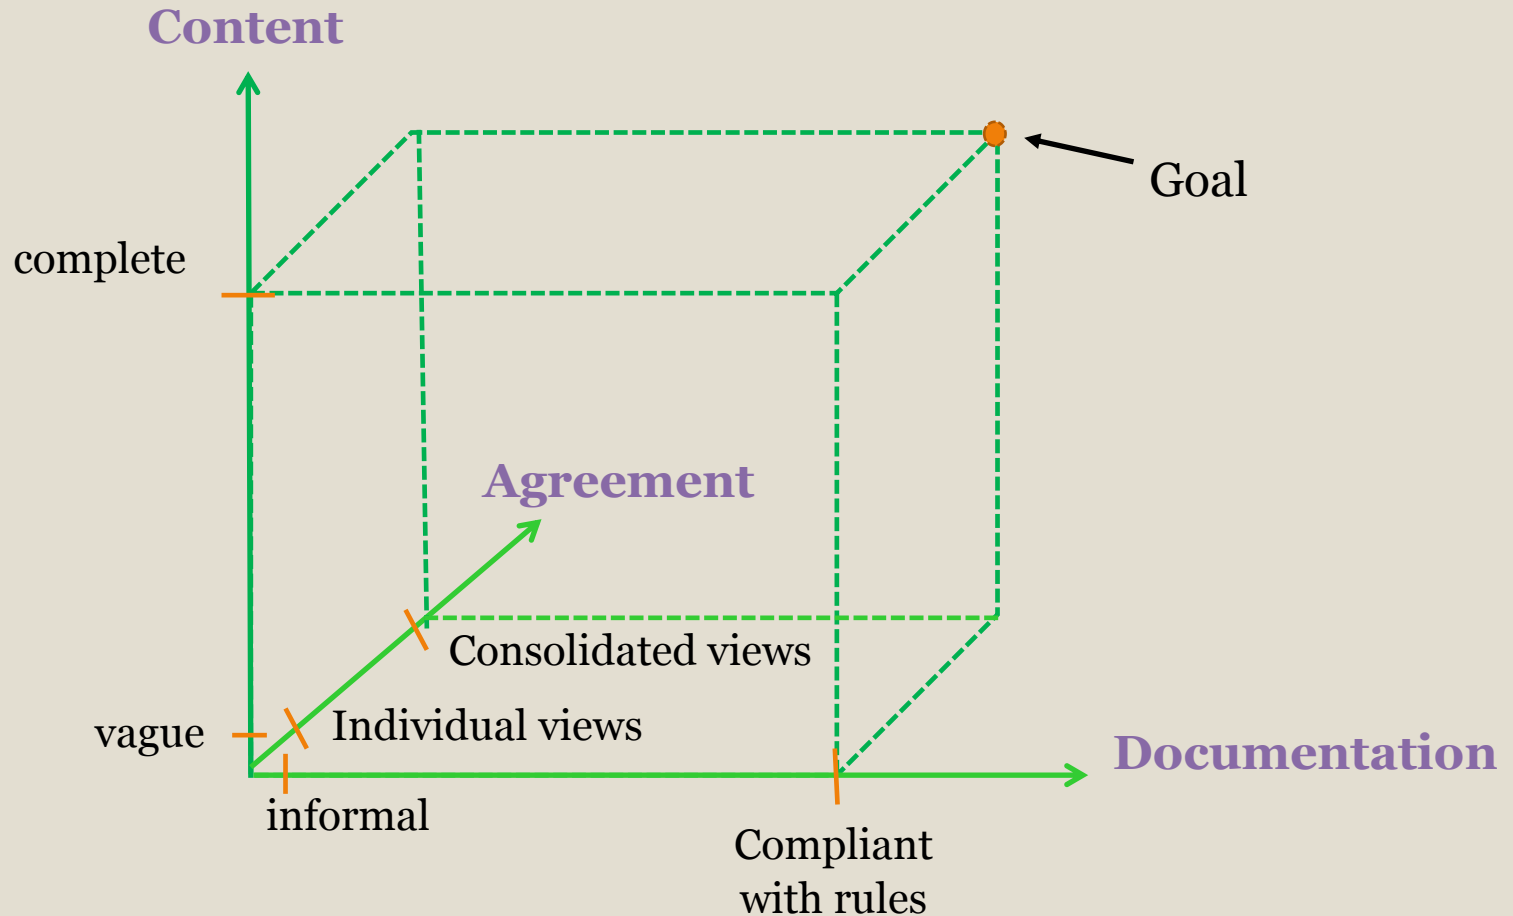 Content
Goal
complete
Agreement
Consolidated views
Individual views
vague
Documentation
informal
Compliant
with rules